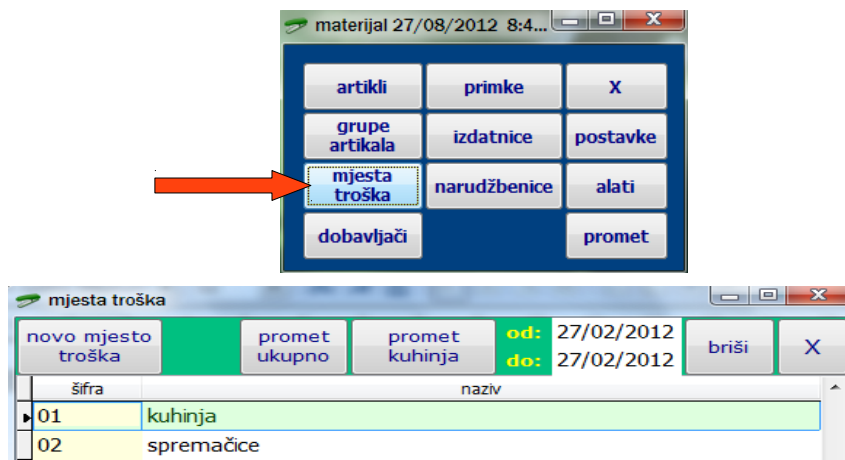 materijal 27/08/2012 8:4...
artikli primke X
grupe artikala izdatnice postavke
mjesta troška narudžbenice alati
dobavljači promet
mjesta troška
novo mjesto troška promet ukupno promet kuhinja od: 27/02/2012 briši X
do: 27/02/2012
šifra naziv
01 kuhinja
02 spremačice